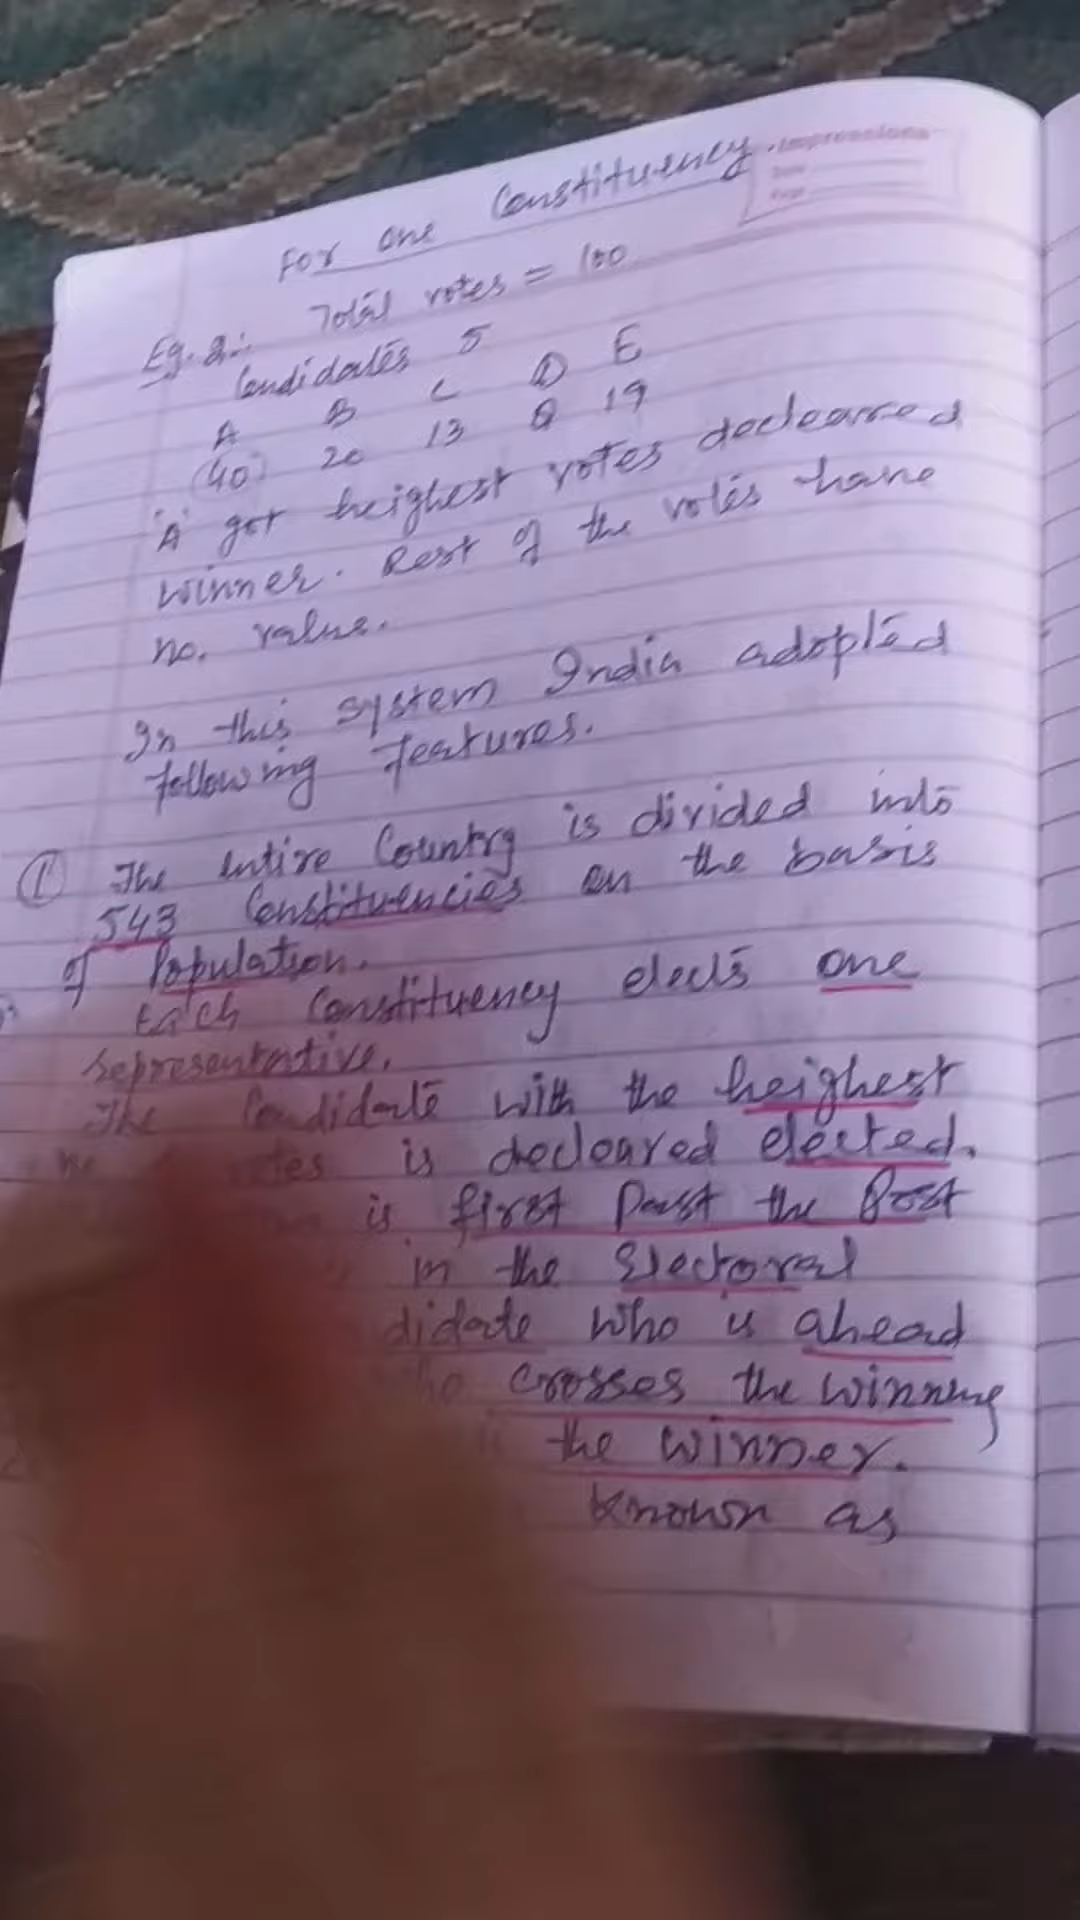 Impressions
For one Constituency.
Eg. 2:. Total votes = 100
Candidates 5
A B C D E
40 20 13 8 19
'A' got heighest votes decleared
winner. Rest of the votes have
no. value.
In this system India adopted
following features.
① The entire Country is divided into
543 Constituencies on the basis
of Population.
Each Constituency elects one
representative.
The Candidate with the heighest
is decleared elected.
is first Past the Post
in the Electoral
didate who is ahead
crosses the winning
the winner.
known as